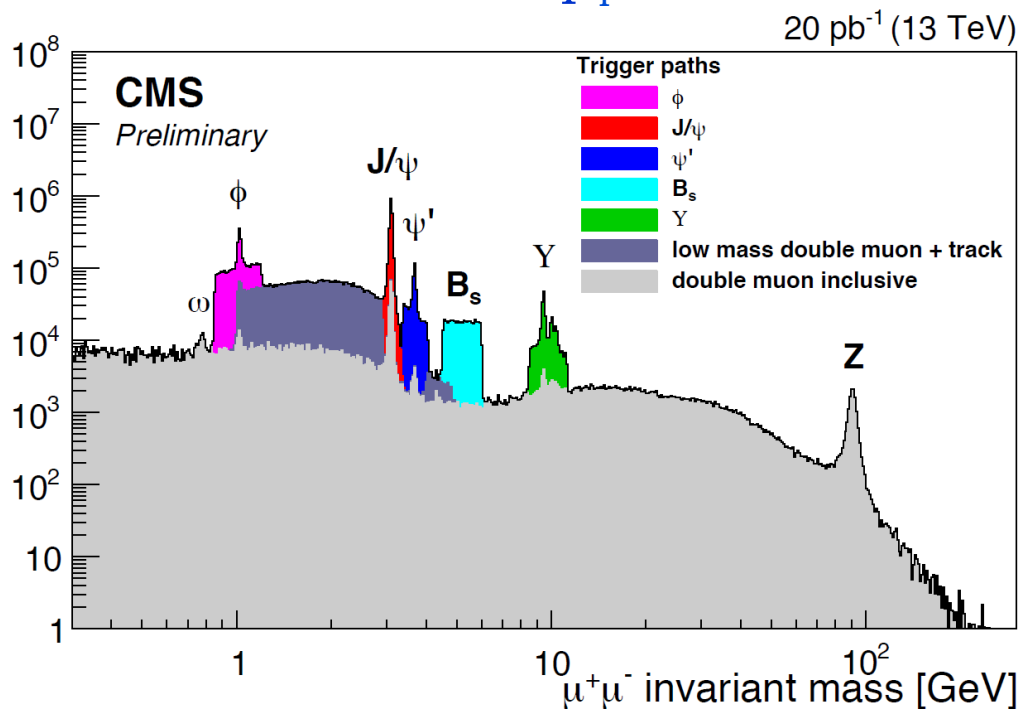 20 pb⁻¹ (13 TeV)
CMS
Preliminary
Trigger paths
ϕ
J/ψ
ψ'
Bₛ
Υ
low mass double muon + track
double muon inclusive
ω
ϕ
J/ψ
ψ'
Bₛ
Υ
Z
10⁸
10⁷
10⁶
10⁵
10⁴
10³
10²
10
1
1
10
10²
μ⁺μ⁻ invariant mass [GeV]